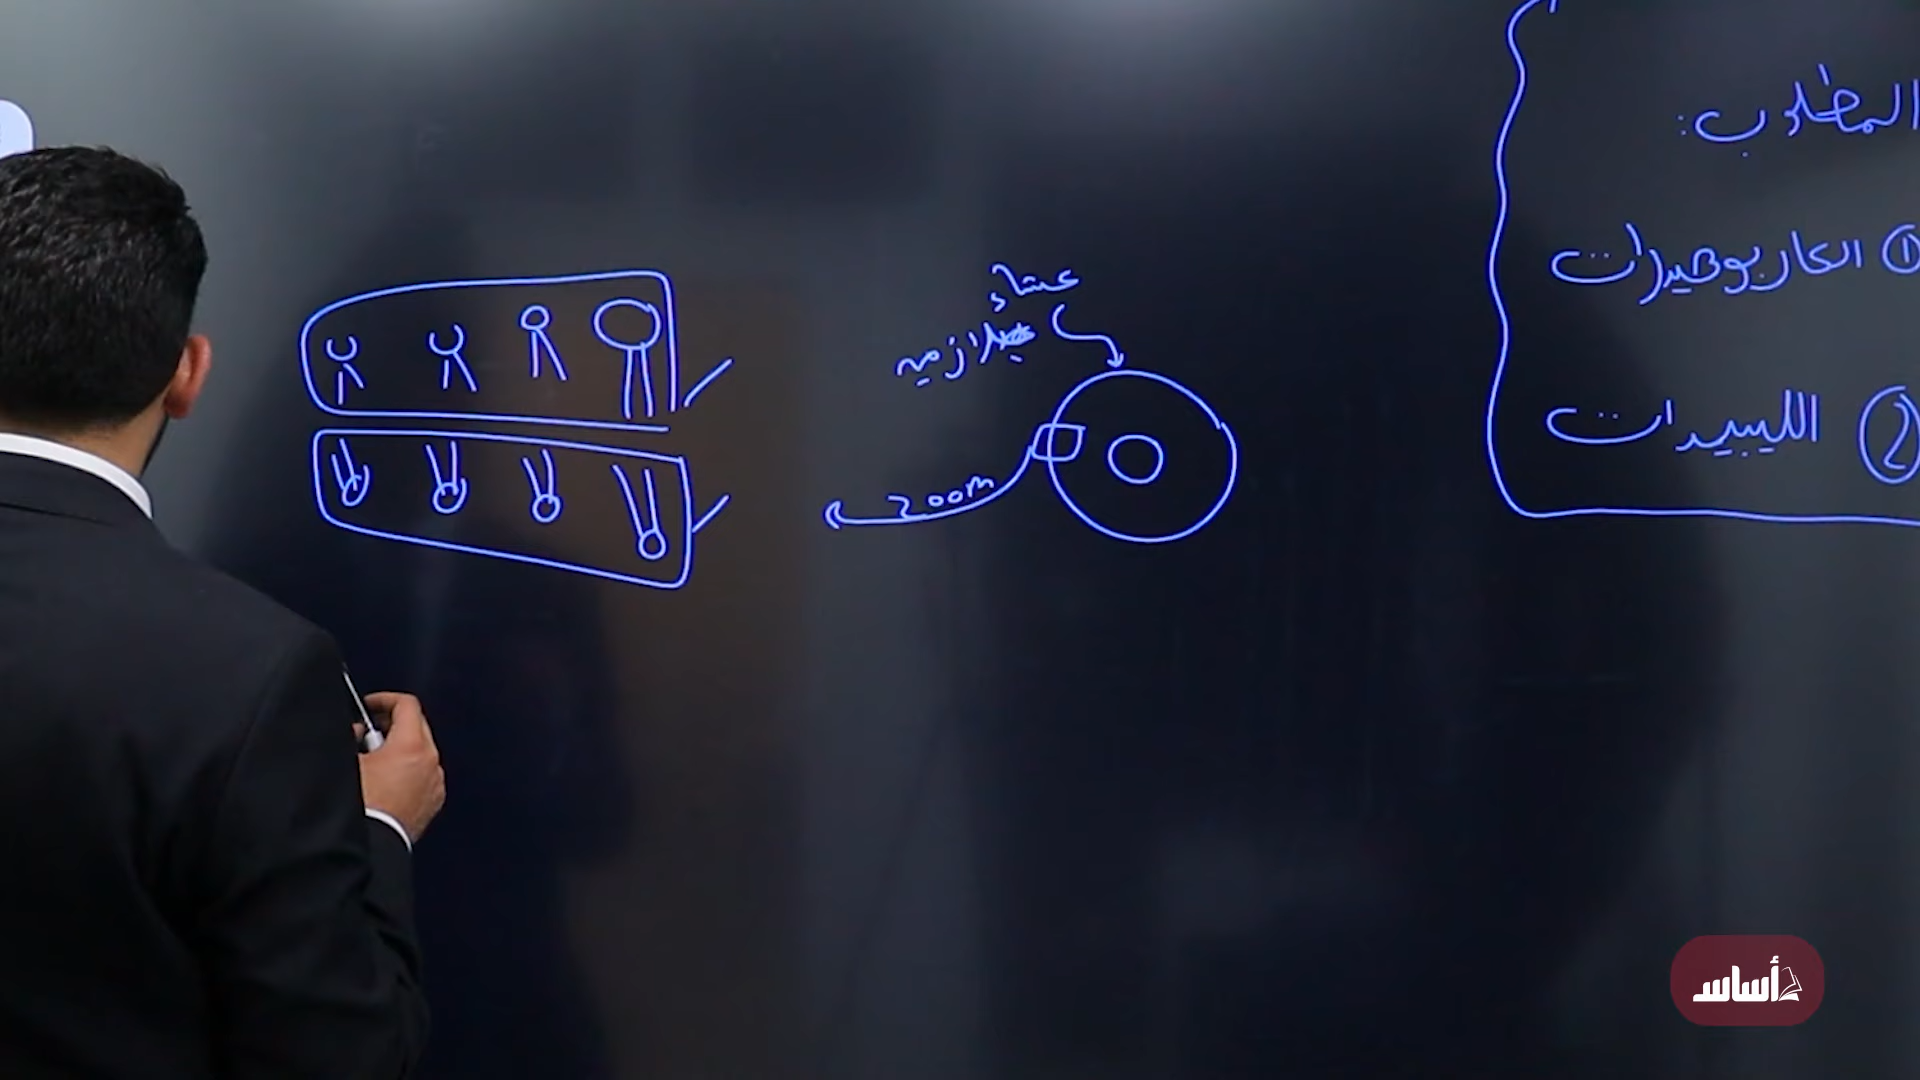 المطلوب:
① الكاربوهيدرات
② الليبيدات
غشاء
بلازمي
zoom
أساس